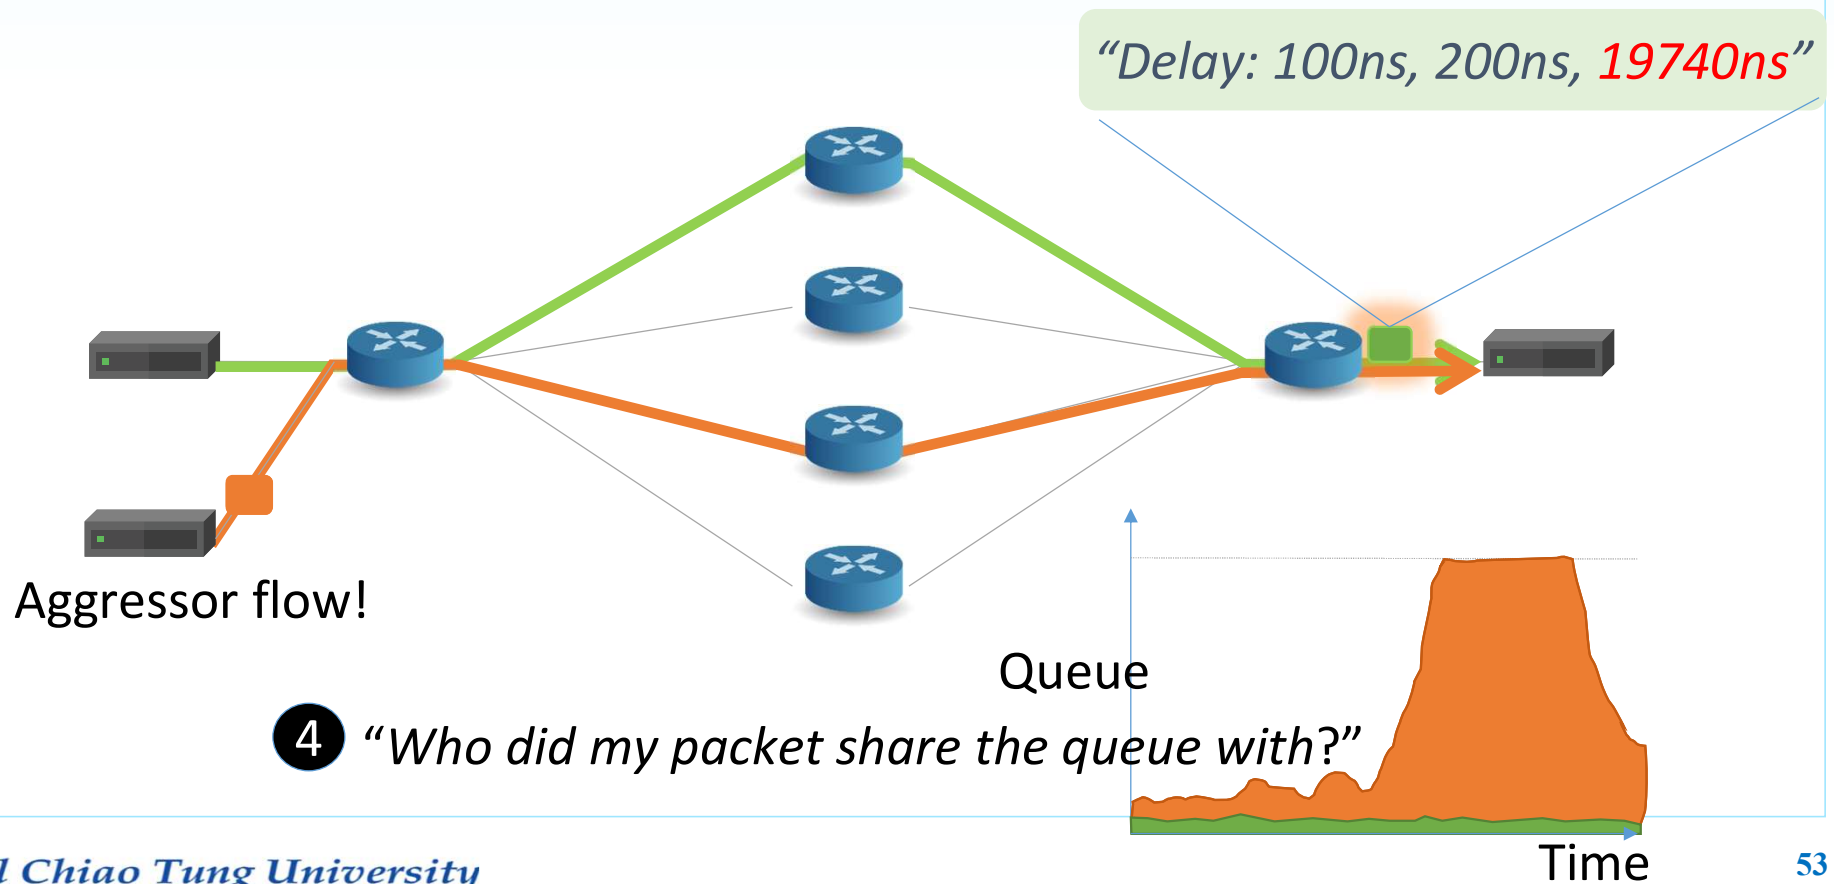 “Delay: 100ns, 200ns, 19740ns”
Aggressor flow!
Queue
4 “Who did my packet share the queue with?”
Time
Chiao Tung University
53